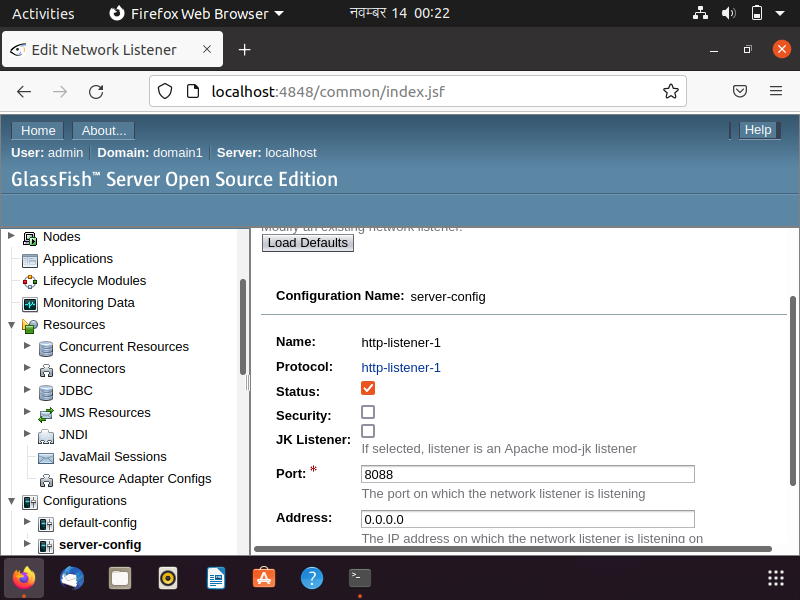 Activities Firefox Web Browser नवम्बर 14 00:22
Edit Network Listener
localhost:4848/common/index.jsf
Home About... Help
User: admin Domain: domain1 Server: localhost
GlassFish™ Server Open Source Edition
Nodes
Applications
Lifecycle Modules
Monitoring Data
Resources
Concurrent Resources
Connectors
JDBC
JMS Resources
JNDI
JavaMail Sessions
Resource Adapter Configs
Configurations
default-config
server-config
Modify an existing network listener.
Load Defaults
Configuration Name: server-config
Name: http-listener-1
Protocol: http-listener-1
Status:
Security:
JK Listener:
If selected, listener is an Apache mod-jk listener
Port: * 8088
The port on which the network listener is listening
Address: 0.0.0.0
The IP address on which the network listener is listening on